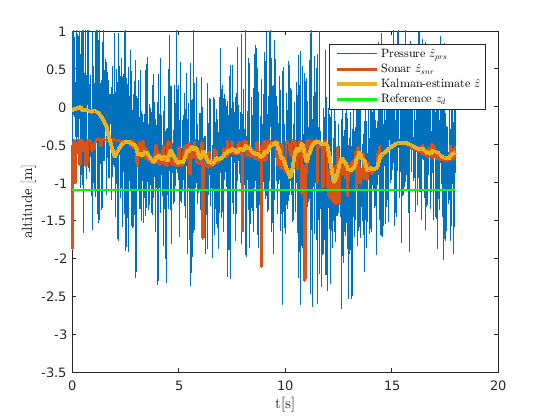 1
0.5
0
-0.5
-1
-1.5
-2
-2.5
-3
-3.5
altitude [m]
Pressure ẑ_prs
Sonar ẑ_snr
Kalman-estimate ẑ
Reference z_d
0 5 10 15 20
t[s]